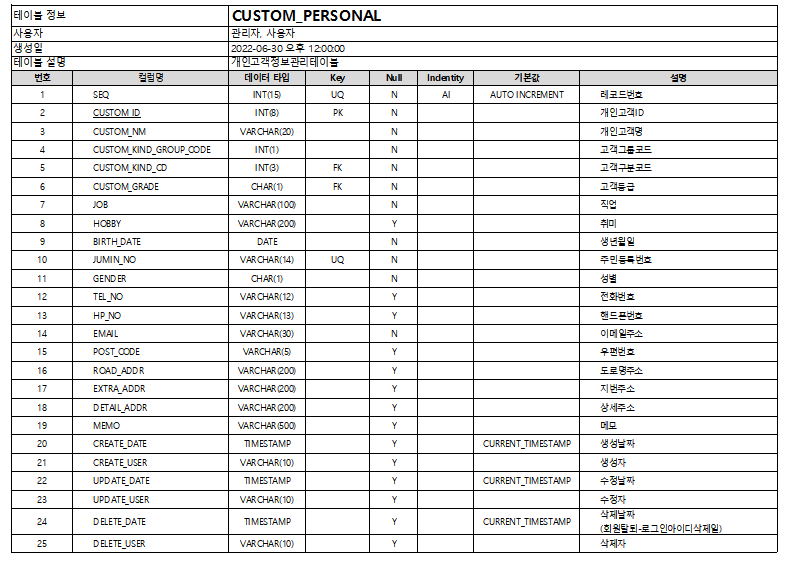 테이블 정보 CUSTOM_PERSONAL
사용자 관리자, 사용자
생성일 2022-06-30 오후 12:00:00
테이블 설명 개인고객정보관리테이블
번호 컬럼명 데이터 타입 Key Null Indentity 기본값 설명
1 SEQ INT(15) UQ N AI AUTO INCREMENT 레코드번호
2 CUSTOM_ID INT(8) PK N 개인고객ID
3 CUSTOM_NM VARCHAR(20) N 개인고객명
4 CUSTOM_KIND_GROUP_CODE INT(1) N 고객그룹코드
5 CUSTOM_KIND_CD INT(3) FK N 고객구분코드
6 CUSTOM_GRADE CHAR(1) FK N 고객등급
7 JOB VARCHAR(100) N 직업
8 HOBBY VARCHAR(200) Y 취미
9 BIRTH_DATE DATE N 생년월일
10 JUMIN_NO VARCHAR(14) UQ N 주민등록번호
11 GENDER CHAR(1) N 성별
12 TEL_NO VARCHAR(12) Y 전화번호
13 HP_NO VARCHAR(13) Y 핸드폰번호
14 EMAIL VARCHAR(30) N 이메일주소
15 POST_CODE VARCHAR(5) Y 우편번호
16 ROAD_ADDR VARCHAR(200) Y 도로명주소
17 EXTRA_ADDR VARCHAR(200) Y 지번주소
18 DETAIL_ADDR VARCHAR(200) Y 상세주소
19 MEMO VARCHAR(500) Y 메모
20 CREATE_DATE TIMESTAMP Y CURRENT_TIMESTAMP 생성날짜
21 CREATE_USER VARCHAR(10) Y 생성자
22 UPDATE_DATE TIMESTAMP Y CURRENT_TIMESTAMP 수정날짜
23 UPDATE_USER VARCHAR(10) Y 수정자
24 DELETE_DATE TIMESTAMP Y CURRENT_TIMESTAMP 삭제날짜
(회원탈퇴-로그인아이디삭제일)
25 DELETE_USER VARCHAR(10) Y 삭제자